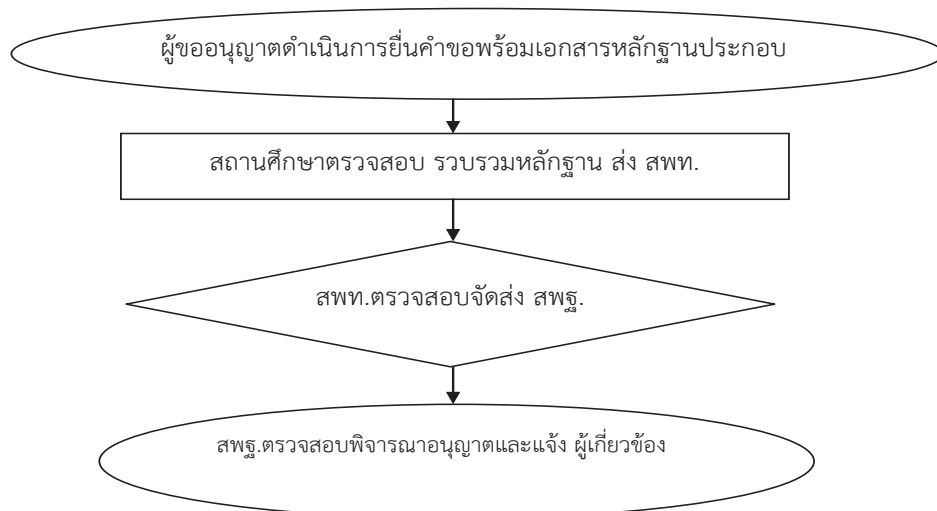 ผู้ขออนุญาตดำเนินการยื่นคำขอพร้อมเอกสารหลักฐานประกอบ
สถานศึกษาตรวจสอบ รวบรวมหลักฐาน ส่ง สพท.
สพท.ตรวจสอบจัดส่ง สพฐ.
สพฐ.ตรวจสอบพิจารณาอนุญาตและแจ้ง ผู้เกี่ยวข้อง